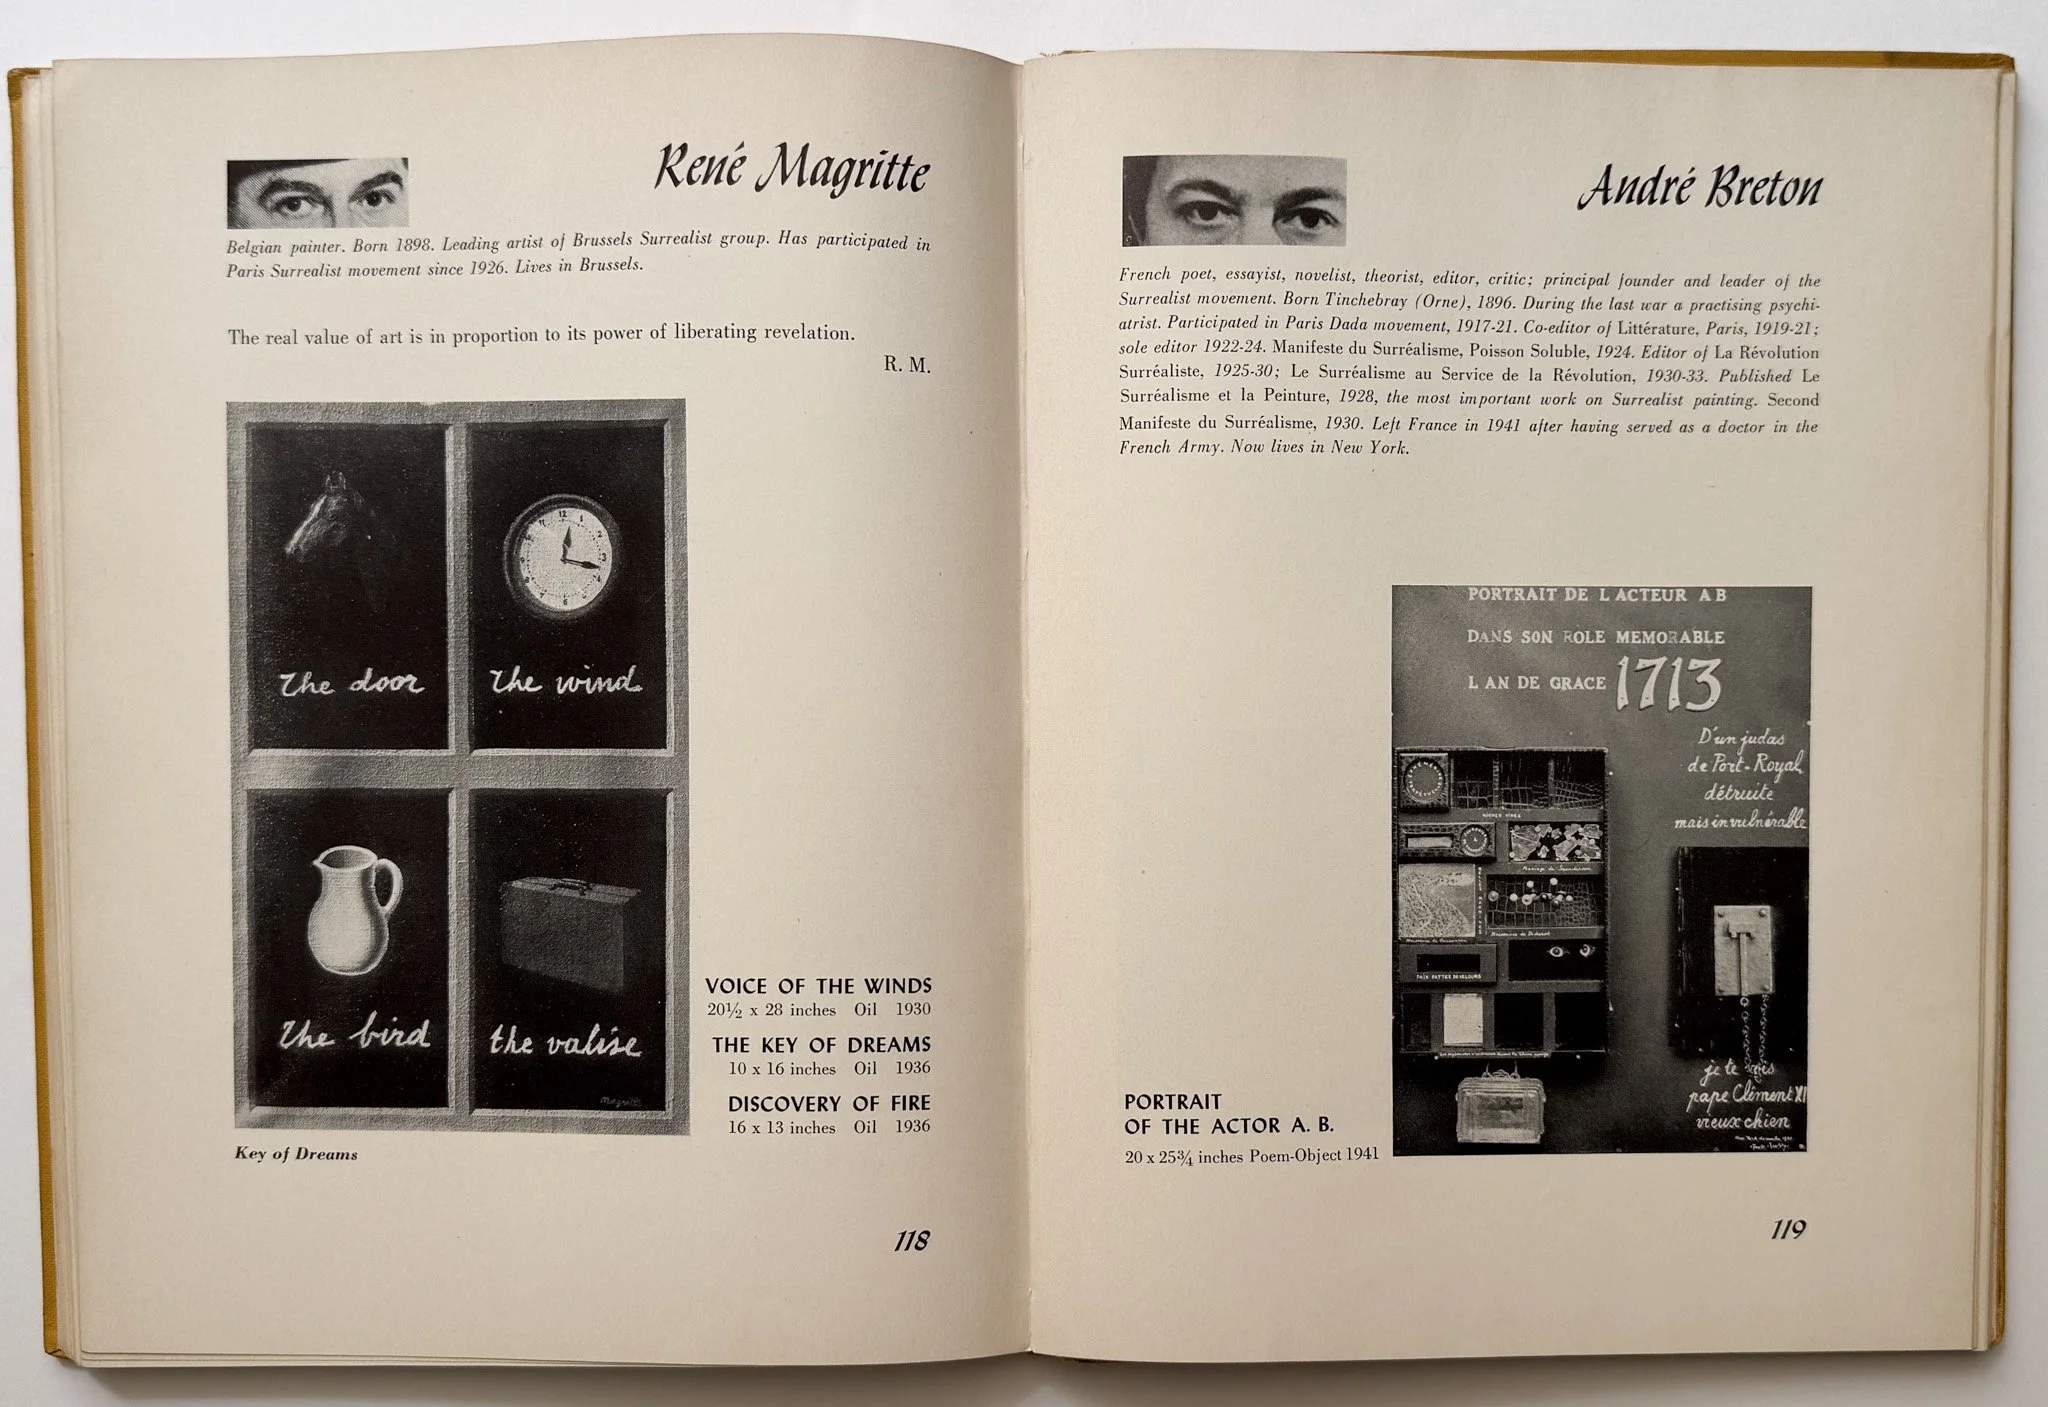 René Magritte
Belgian painter. Born 1898. Leading artist of Brussels Surrealist group. Has participated in
Paris Surrealist movement since 1926. Lives in Brussels.
The real value of art is in proportion to its power of liberating revelation.
R. M.
The door
The wind
The bird
the valise
Magritte
Key of Dreams
VOICE OF THE WINDS
20½ x 28 inches Oil 1930
THE KEY OF DREAMS
10 x 16 inches Oil 1936
DISCOVERY OF FIRE
16 x 13 inches Oil 1936
118
André Breton
French poet, essayist, novelist, theorist, editor, critic; principal founder and leader of the
Surrealist movement. Born Tinchebray (Orne), 1896. During the last war a practising psychi-
atrist. Participated in Paris Dada movement, 1917-21. Co-editor of Littérature, Paris, 1919-21;
sole editor 1922-24. Manifeste du Surréalisme, Poisson Soluble, 1924. Editor of La Révolution
Surréaliste, 1925-30; Le Surréalisme au Service de la Révolution, 1930-33. Published Le
Surréalisme et la Peinture, 1928, the most important work on Surrealist painting. Second
Manifeste du Surréalisme, 1930. Left France in 1941 after having served as a doctor in the
French Army. Now lives in New York.
PORTRAIT DE L ACTEUR A B
DANS SON ROLE MEMORABLE
L AN DE GRACE 1713
D'un judas
de Port-Royal
détruite
mais invulnérable
PAIX PATTES DE VELOURS
je te vois
pape Clément XI
vieux chien
PORTRAIT
OF THE ACTOR A. B.
20 x 25¾ inches Poem-Object 1941
119